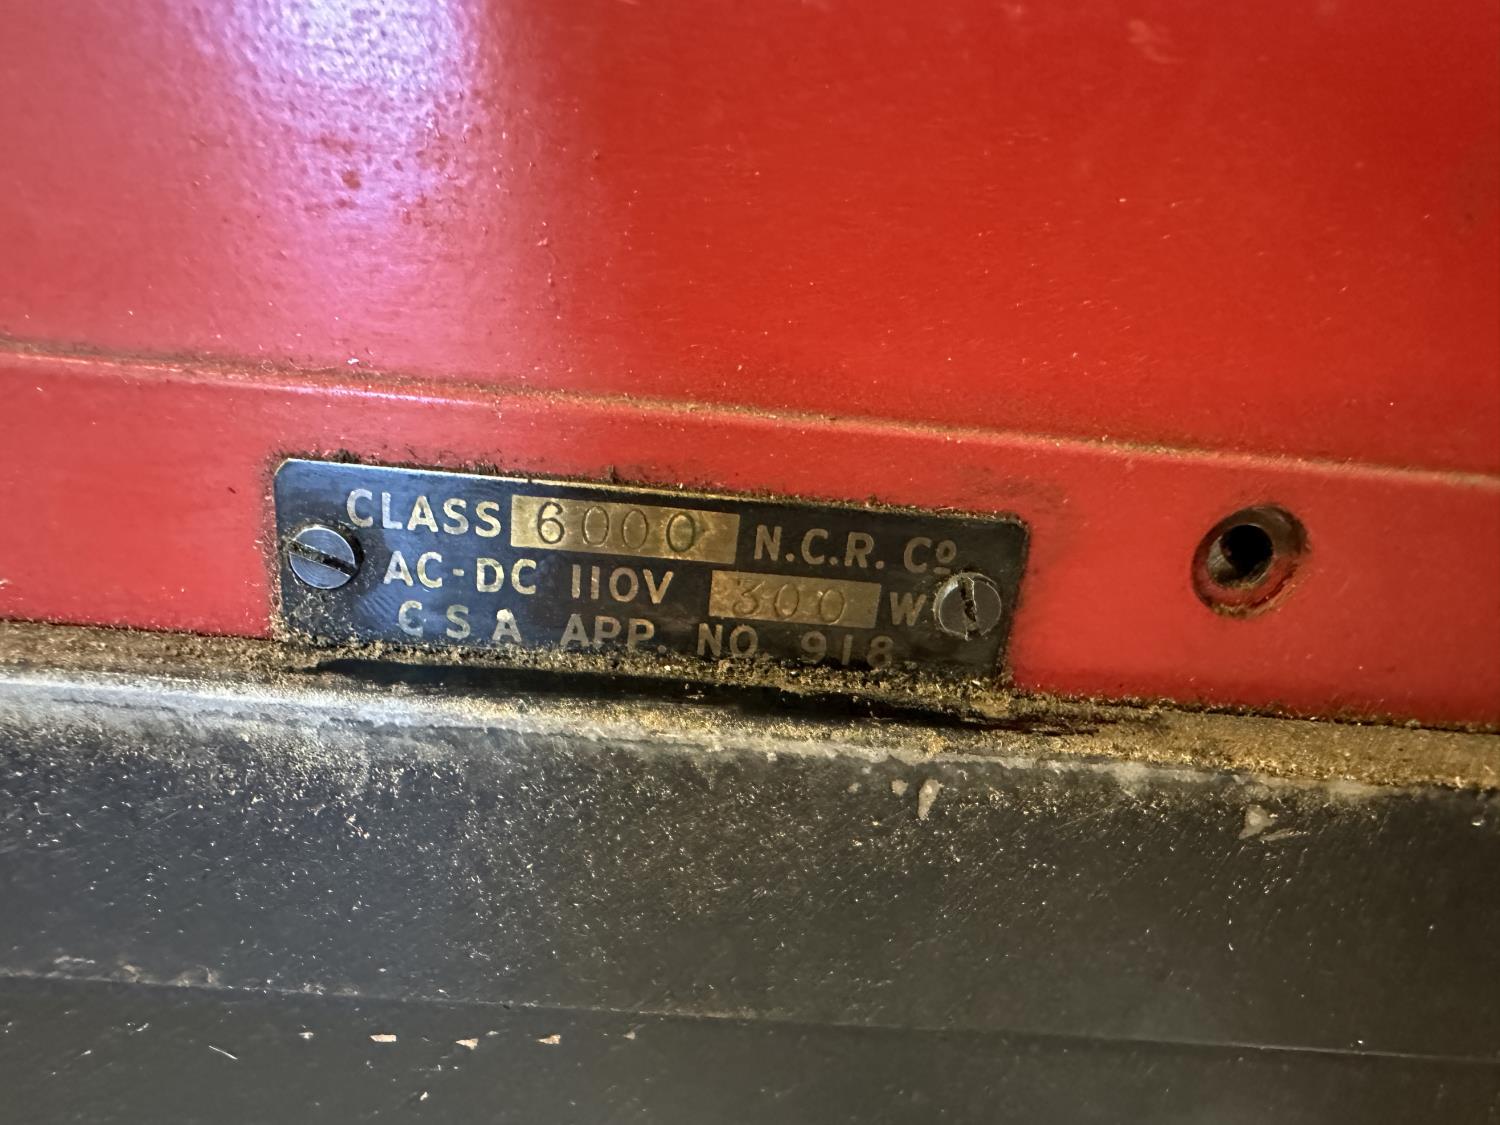 CLASS 6000 N.C.R. Co
AC-DC 110V 300 W
C S A APP. NO. 918